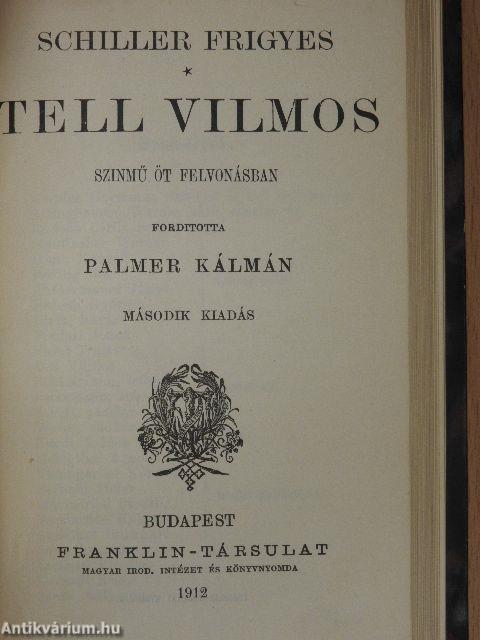 SCHILLER FRIGYES
*
TELL VILMOS
SZINMŰ ÖT FELVONÁSBAN
FORDITOTTA
PALMER KÁLMÁN
MÁSODIK KIADÁS
BUDAPEST
FRANKLIN-TÁRSULAT
MAGYAR IROD. INTÉZET ÉS KÖNYVNYOMDA
1912
Antikvárium.hu